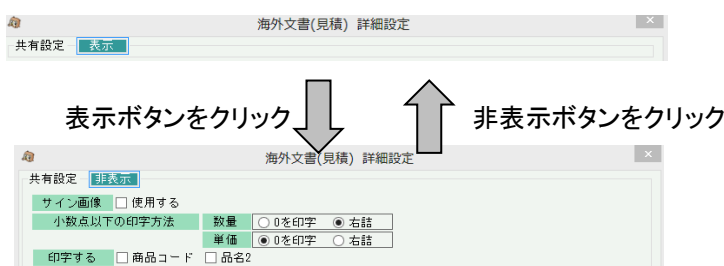 海外文書(見積) 詳細設定
共有設定 表示
表示ボタンをクリック 非表示ボタンをクリック
海外文書(見積) 詳細設定
共有設定 非表示
サイン画像 使用する
小数点以下の印字方法 数量 0を印字 右詰
単価 0を印字 右詰
印字する 商品コード 品名2